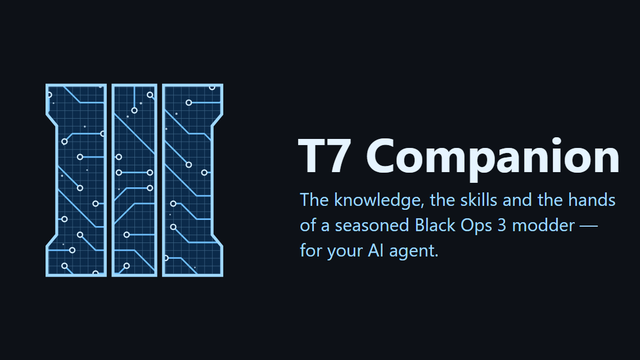 T7 Companion
The knowledge, the skills and the hands
of a seasoned Black Ops 3 modder —
for your AI agent.